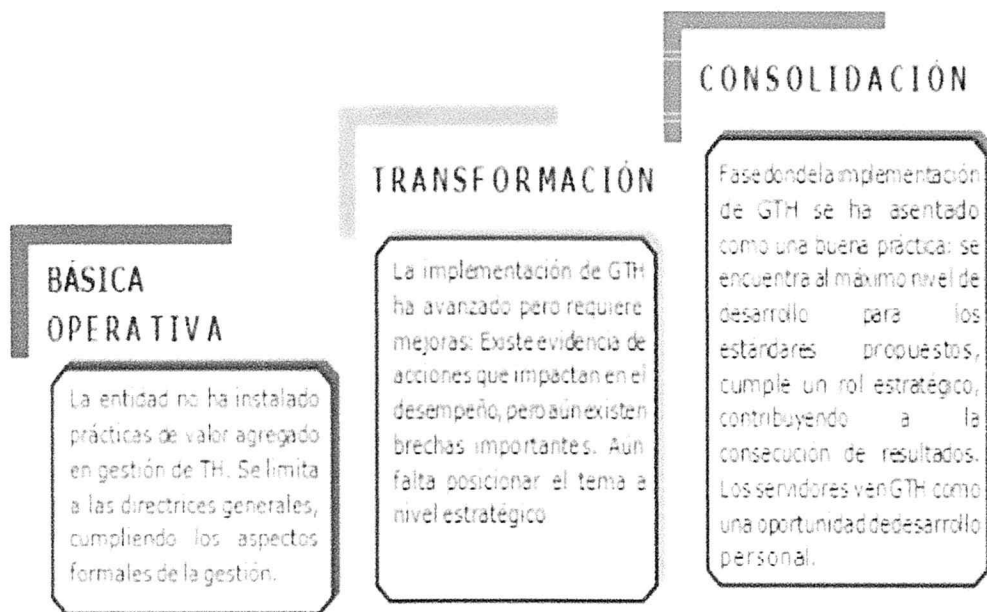 BÁSICA
OPERATIVA
La entidad no ha instalado
prácticas de valor agregado
en gestión de TH. Se limita
a las directrices generales,
cumpliendo los aspectos
formales de la gestión.
TRANSFORMACIÓN
La implementación de GTH
ha avanzado pero requiere
mejoras: Existe evidencia de
acciones que impactan en el
desempeño, pero aún existen
brechas importantes. Aún
falta posicionar el tema a
nivel estratégico
CONSOLIDACIÓN
Fase donde la implementación
de GTH se ha asentado
como una buena práctica: se
encuentra al máximo nivel de
desarrollo para los
estándares propuestos,
cumple un rol estratégico,
contribuyendo a la
consecución de resultados.
Los servidores ven GTH como
una oportunidad de desarrollo
personal.